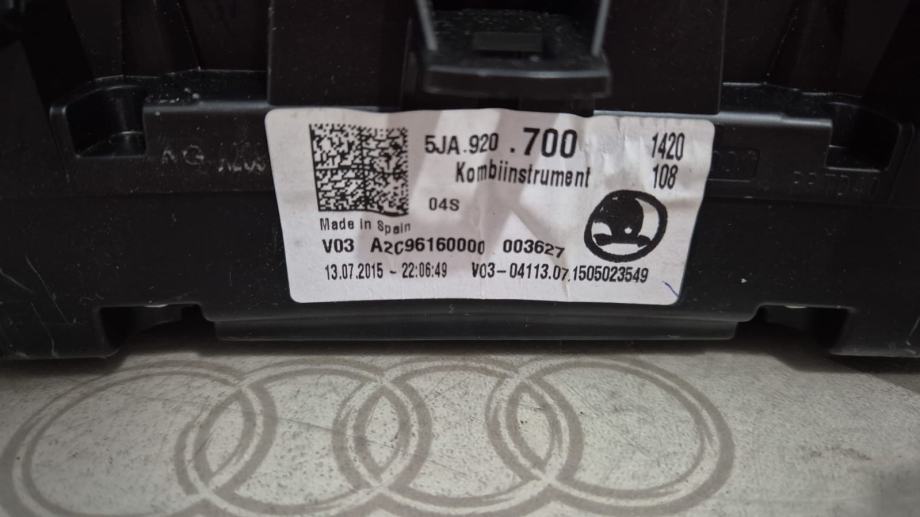 5JA.920 .700 1420
Kombiinstrument 108
04S
Made in Spain
V03 A2C96160000 003627
13.07.2015 - 22:06:49 V03-04113.07.1505023549